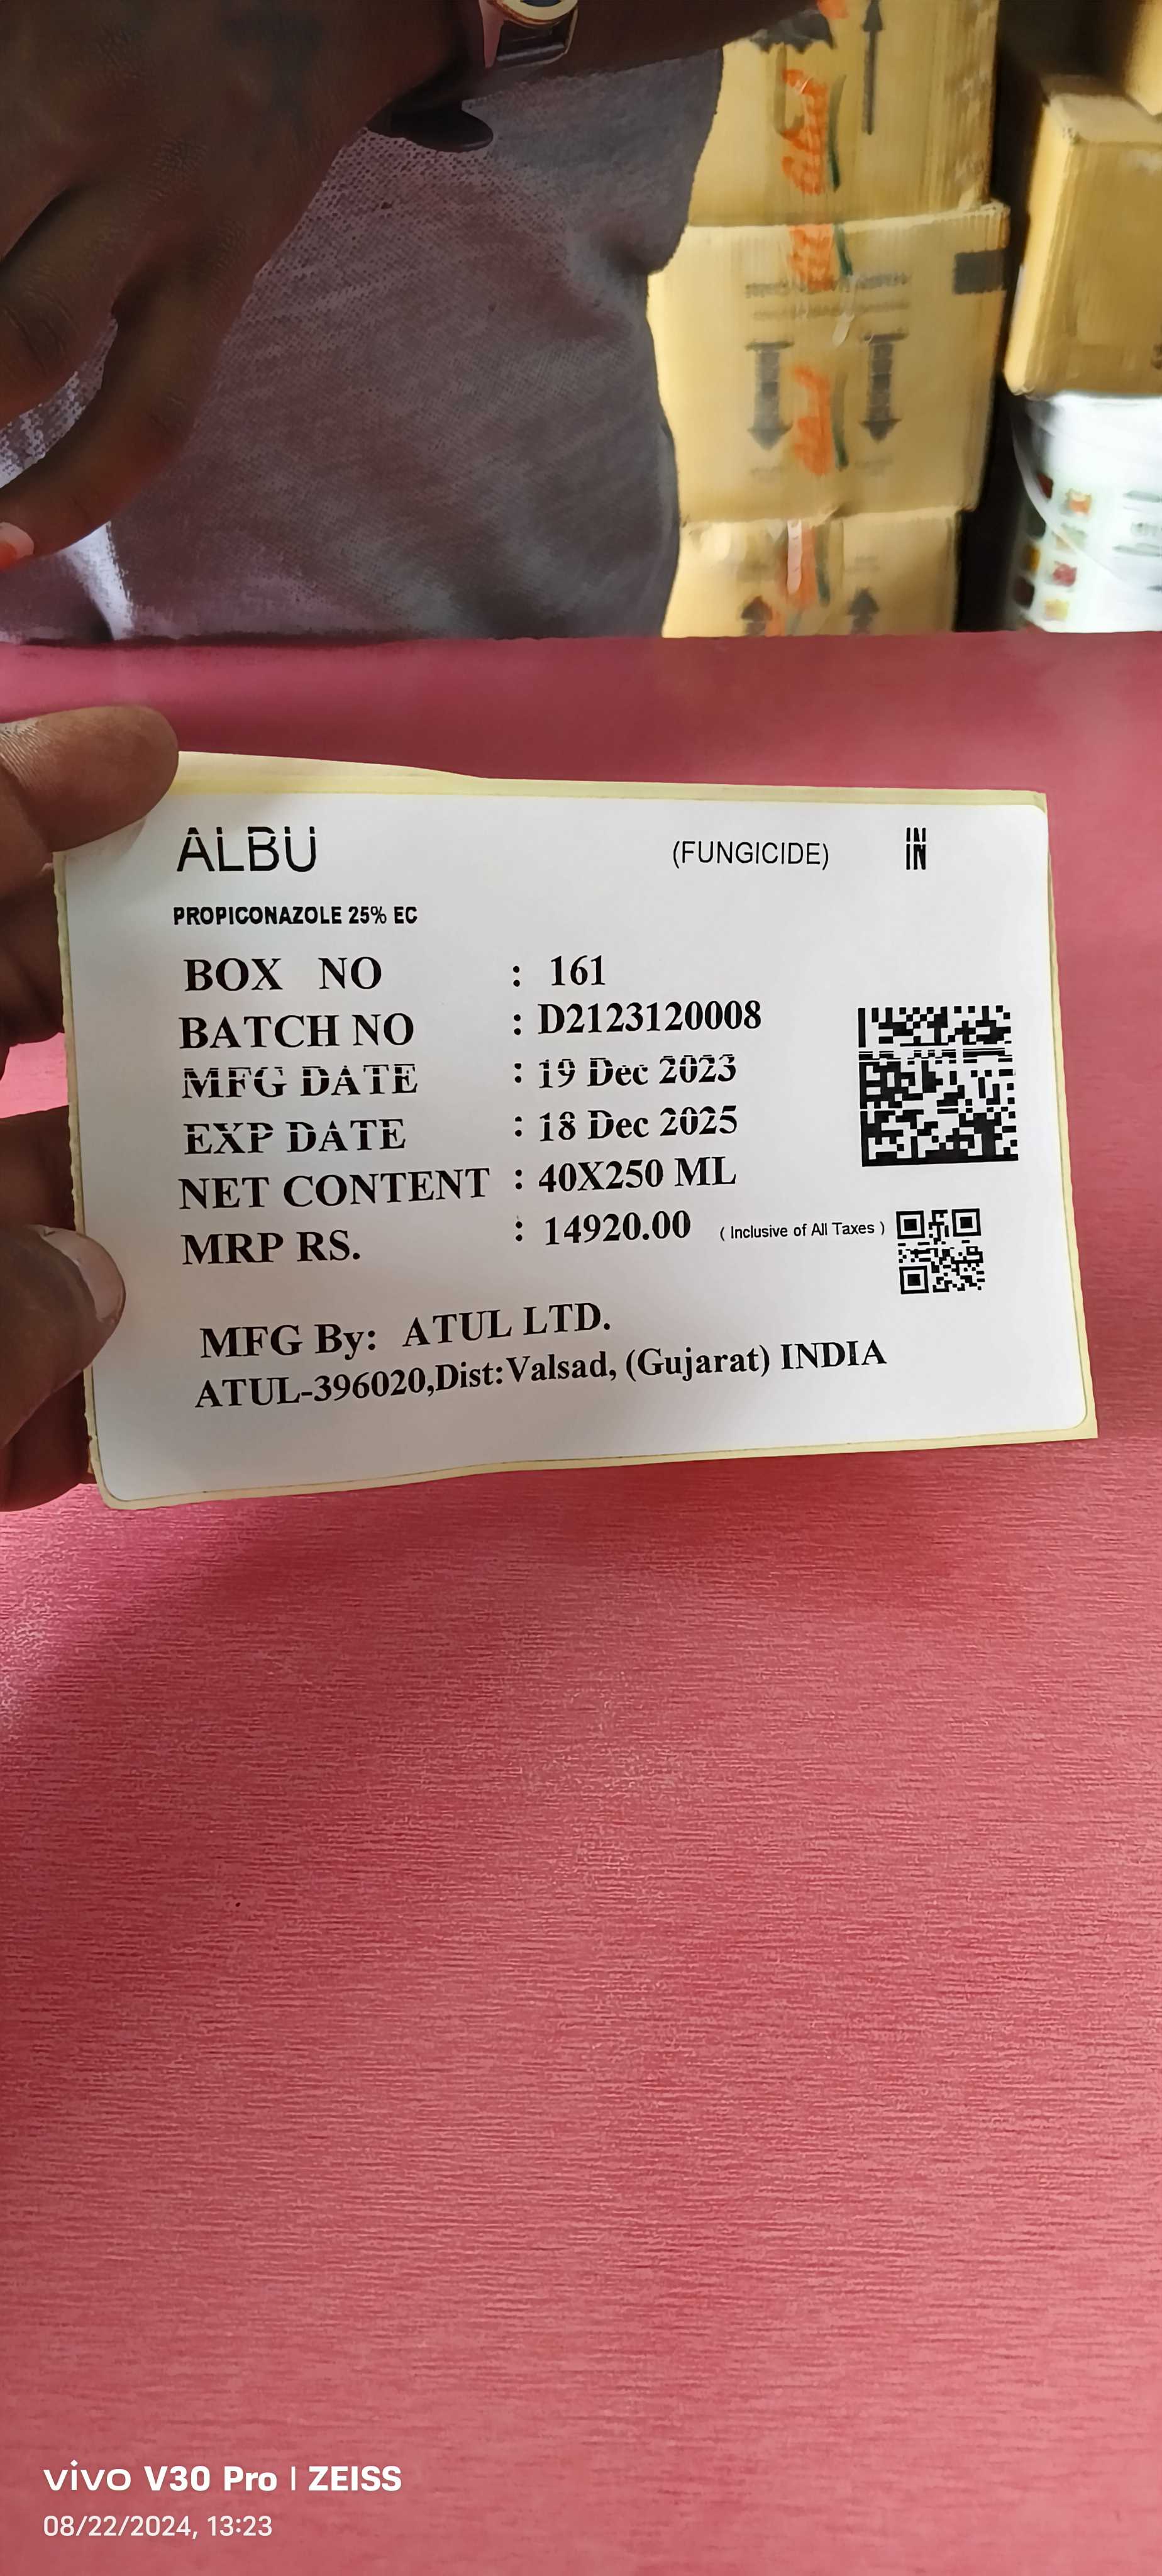 ALBU (FUNGICIDE) IN
PROPICONAZOLE 25% EC
BOX NO : 161
BATCH NO : D2123120008
MFG DATE : 19 Dec 2023
EXP DATE : 18 Dec 2025
NET CONTENT : 40X250 ML
MRP RS. : 14920.00 ( Inclusive of All Taxes )
MFG By: ATUL LTD.
ATUL-396020,Dist:Valsad, (Gujarat) INDIA
vivo V30 Pro | ZEISS
08/22/2024, 13:23